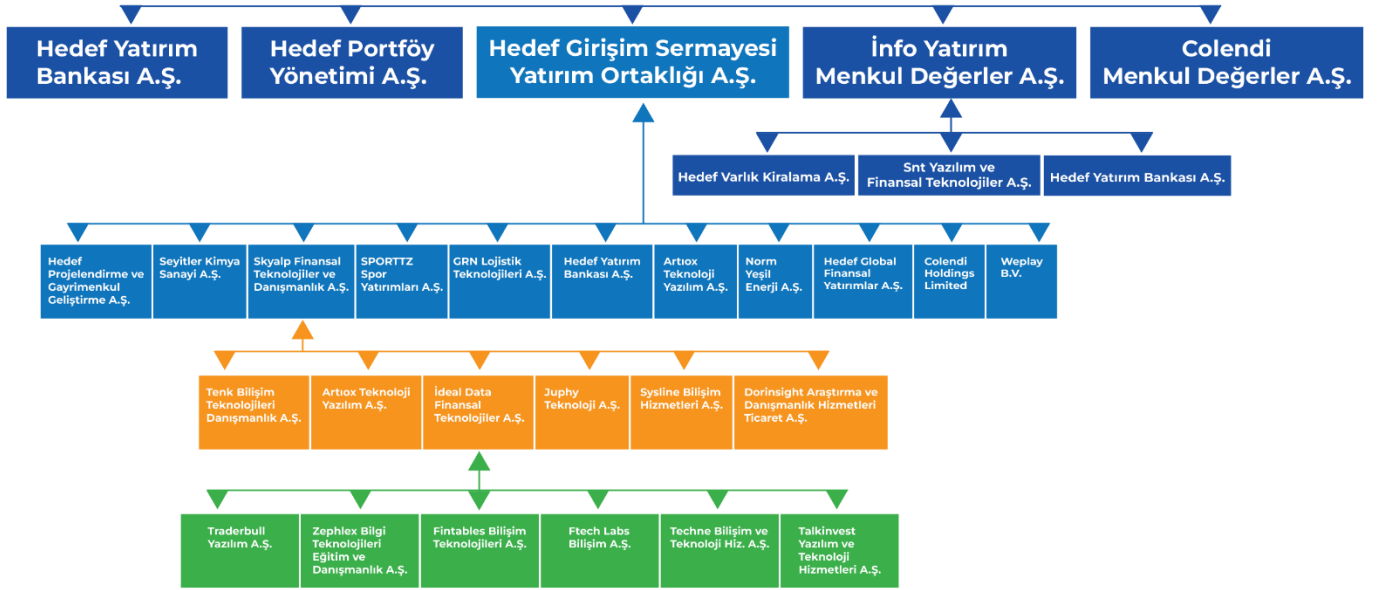 Hedef Yatırım
Bankası A.Ş.
Hedef Portföy
Yönetimi A.Ş.
Hedef Girişim Sermayesi
Yatırım Ortaklığı A.Ş.
İnfo Yatırım
Menkul Değerler A.Ş.
Colendi
Menkul Değerler A.Ş.
Hedef Varlık Kiralama A.Ş.
Snt Yazılım ve
Finansal Teknolojiler A.Ş.
Hedef Yatırım Bankası A.Ş.
Hedef
Projelendirme ve
Gayrimenkul
Geliştirme A.Ş.
Seyitler Kimya
Sanayi A.Ş.
Skyalp Finansal
Teknolojiler ve
Danışmanlık A.Ş.
SPORTTZ
Spor
Yatırımları A.Ş.
GRN Lojistik
Teknolojileri A.Ş.
Hedef Yatırım
Bankası A.Ş.
Artıox
Teknoloji
Yazılım A.Ş.
Norm
Yeşil
Enerji A.Ş.
Hedef Global
Finansal
Yatırımlar A.Ş.
Colendi
Holdings
Limited
Weplay
B.V.
Tenk Bilişim
Teknolojileri
Danışmanlık A.Ş.
Artıox Teknoloji
Yazılım A.Ş.
İdeal Data
Finansal
Teknolojiler A.Ş.
Juphy
Teknoloji A.Ş.
Sysline Bilişim
Hizmetleri A.Ş.
Dorinsight Araştırma ve
Danışmanlık Hizmetleri
Ticaret A.Ş.
Traderbull
Yazılım A.Ş.
Zephlex Bilgi
Teknolojileri
Eğitim ve
Danışmanlık A.Ş.
Fintables Bilişim
Teknolojileri A.Ş.
Ftech Labs
Bilişim A.Ş.
Techne Bilişim ve
Teknoloji Hiz. A.Ş.
Talkinvest
Yazılım ve
Teknoloji
Hizmetleri A.Ş.